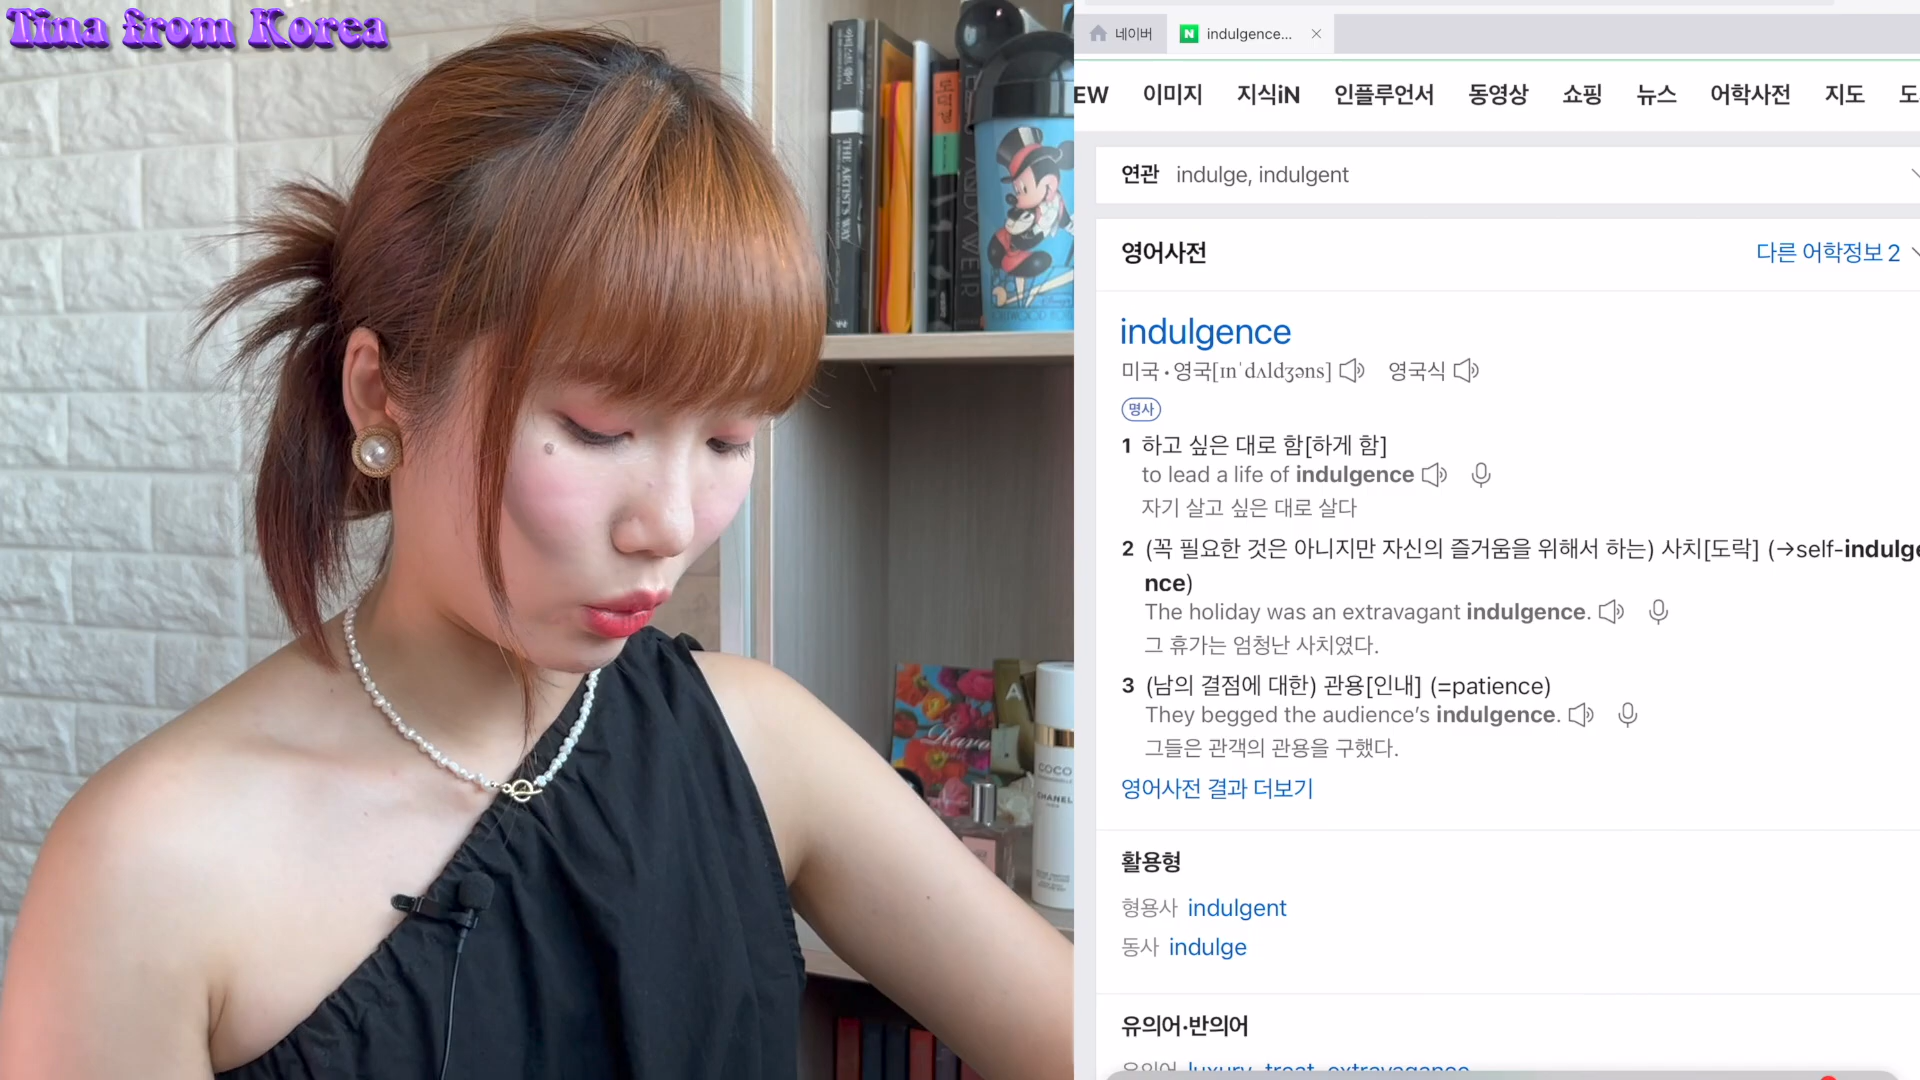 Tina from Korea
네이버
indulgence...
EW 이미지 지식iN 인플루언서 동영상 쇼핑 뉴스 어학사전 지도 도
연관 indulge, indulgent
영어사전
다른 어학정보 2
indulgence
미국·영국[ɪnˈdʌldʒəns] 영국식
명사
1 하고 싶은 대로 함[하게 함]
to lead a life of indulgence
자기 살고 싶은 대로 살다
2 (꼭 필요한 것은 아니지만 자신의 즐거움을 위해서 하는) 사치[도락] (→self-indulge
nce)
The holiday was an extravagant indulgence.
그 휴가는 엄청난 사치였다.
3 (남의 결점에 대한) 관용[인내] (=patience)
They begged the audience’s indulgence.
그들은 관객의 관용을 구했다.
영어사전 결과 더보기
활용형
형용사 indulgent
동사 indulge
유의어·반의어
유의어 luxury, treat, extravagance
THE ARTIST'S WAY
ANDY WEIR
COCO
CHANEL